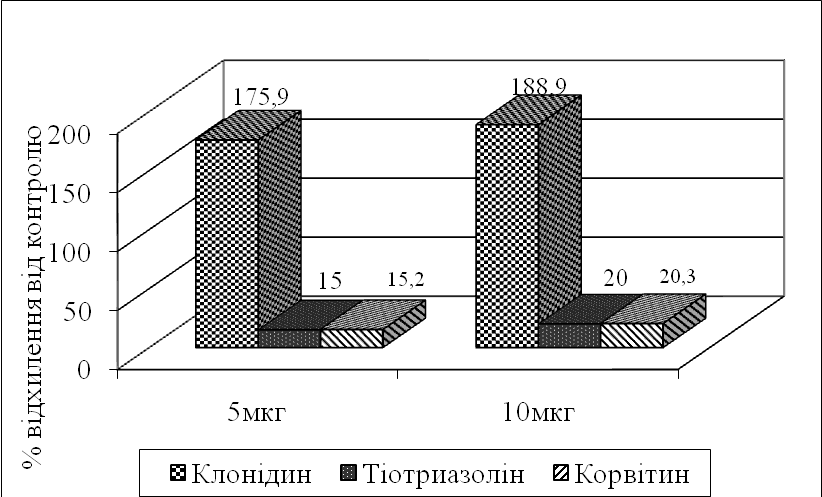 % відхилення від контролю
200
150
100
50
0
175,9
15
15,2
188,9
20
20,3
5мкг
10мкг
Клонідин Тіотриазолін Корвітин